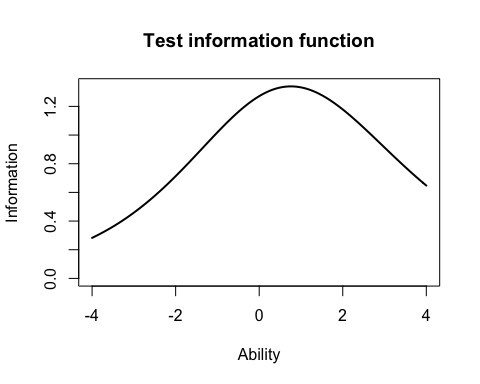 Test information function
Information
1.2
0.8
0.4
0.0
-4 -2 0 2 4
Ability